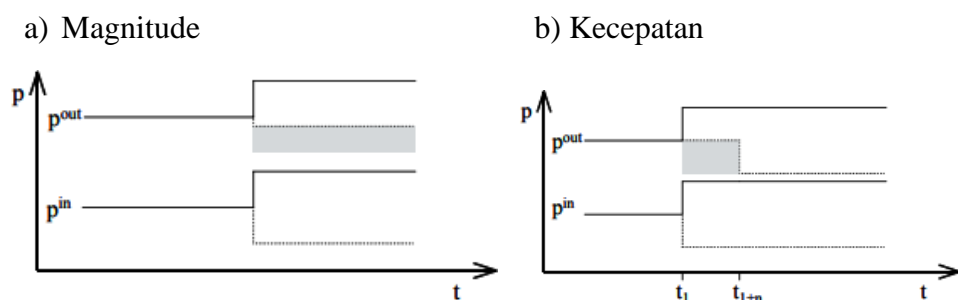 a) Magnitude
b) Kecepatan
p
p^out
p^in
t
p
p^out
p^in
t₁
t₁₊ₙ
t